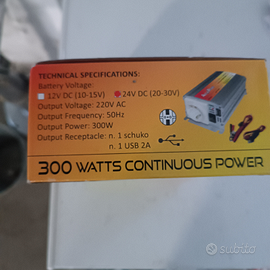 TECHNICAL SPECIFICATIONS:
Battery Voltage:
12V DC (10-15V) ✓ 24V DC (20-30V)
Output Voltage: 220V AC
Output Frequency: 50Hz
Output Power: 300W
Output Receptacle: n. 1 schuko
n. 1 USB 2A
300 WATTS CONTINUOUS POWER
subito